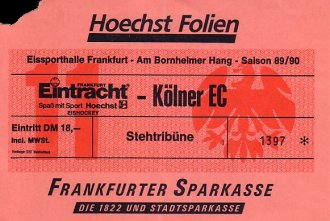 Hoechst Folien
Eissporthalle Frankfurt - Am Bornheimer Hang - Saison 89/90
FRANKFURT
Eintracht - Kölner EC
Spaß mit Sport Hoechst
EISHOCKEY
Eintritt DM 18,—
Stehtribüne
incl. MWSt.
1397 *
FRANKFURTER SPARKASSE
DIE 1822 UND STADTSPARKASSE